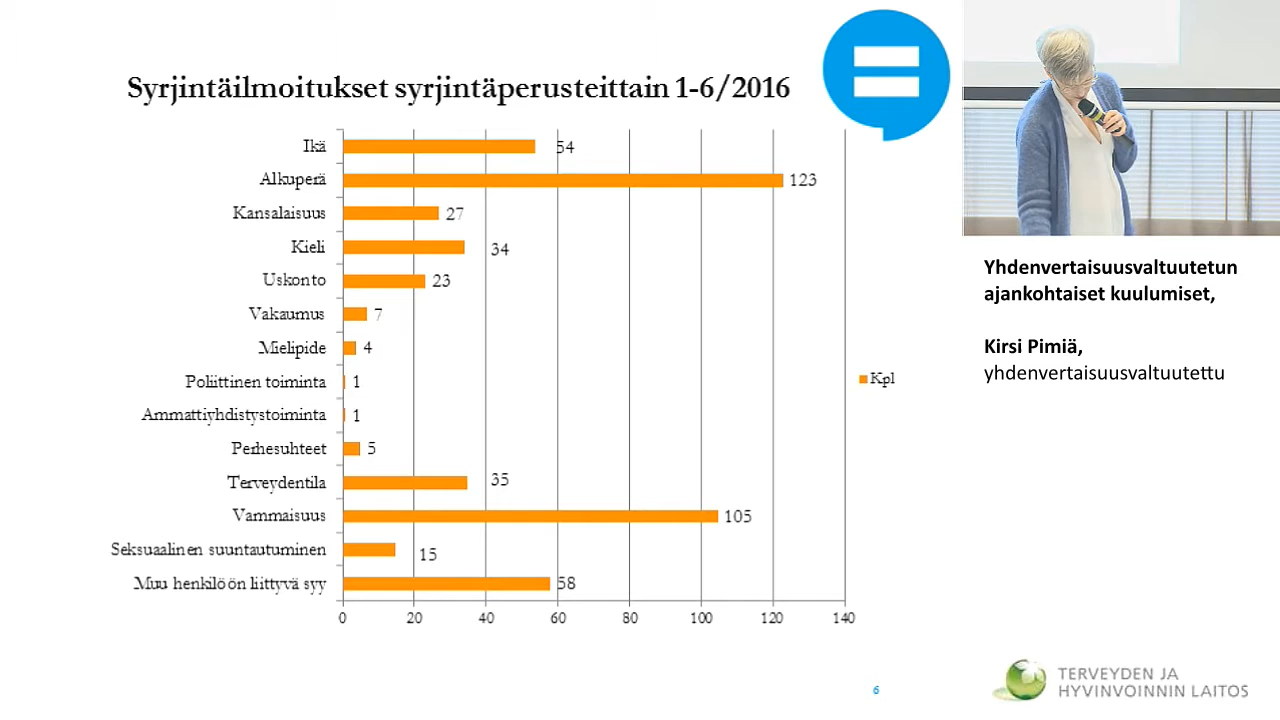 Syrjintäilmoitukset syrjintäperusteittain 1-6/2016
Ikä 54
Alkuperä 123
Kansalaisuus 27
Kieli 34
Uskonto 23
Vakaumus 7
Mielipide 4
Poliittinen toiminta 1
Ammattiyhdistystoiminta 1
Perhesuhteet 5
Terveydentila 35
Vammaisuus 105
Seksuaalinen suuntautuminen 15
Muu henkilöön liittyvä syy 58
0 20 40 60 80 100 120 140
Kpl
6
Yhdenvertaisuusvaltuutetun
ajankohtaiset kuulumiset,
Kirsi Pimiä,
yhdenvertaisuusvaltuutettu
TERVEYDEN JA
HYVINVOINNIN LAITOS